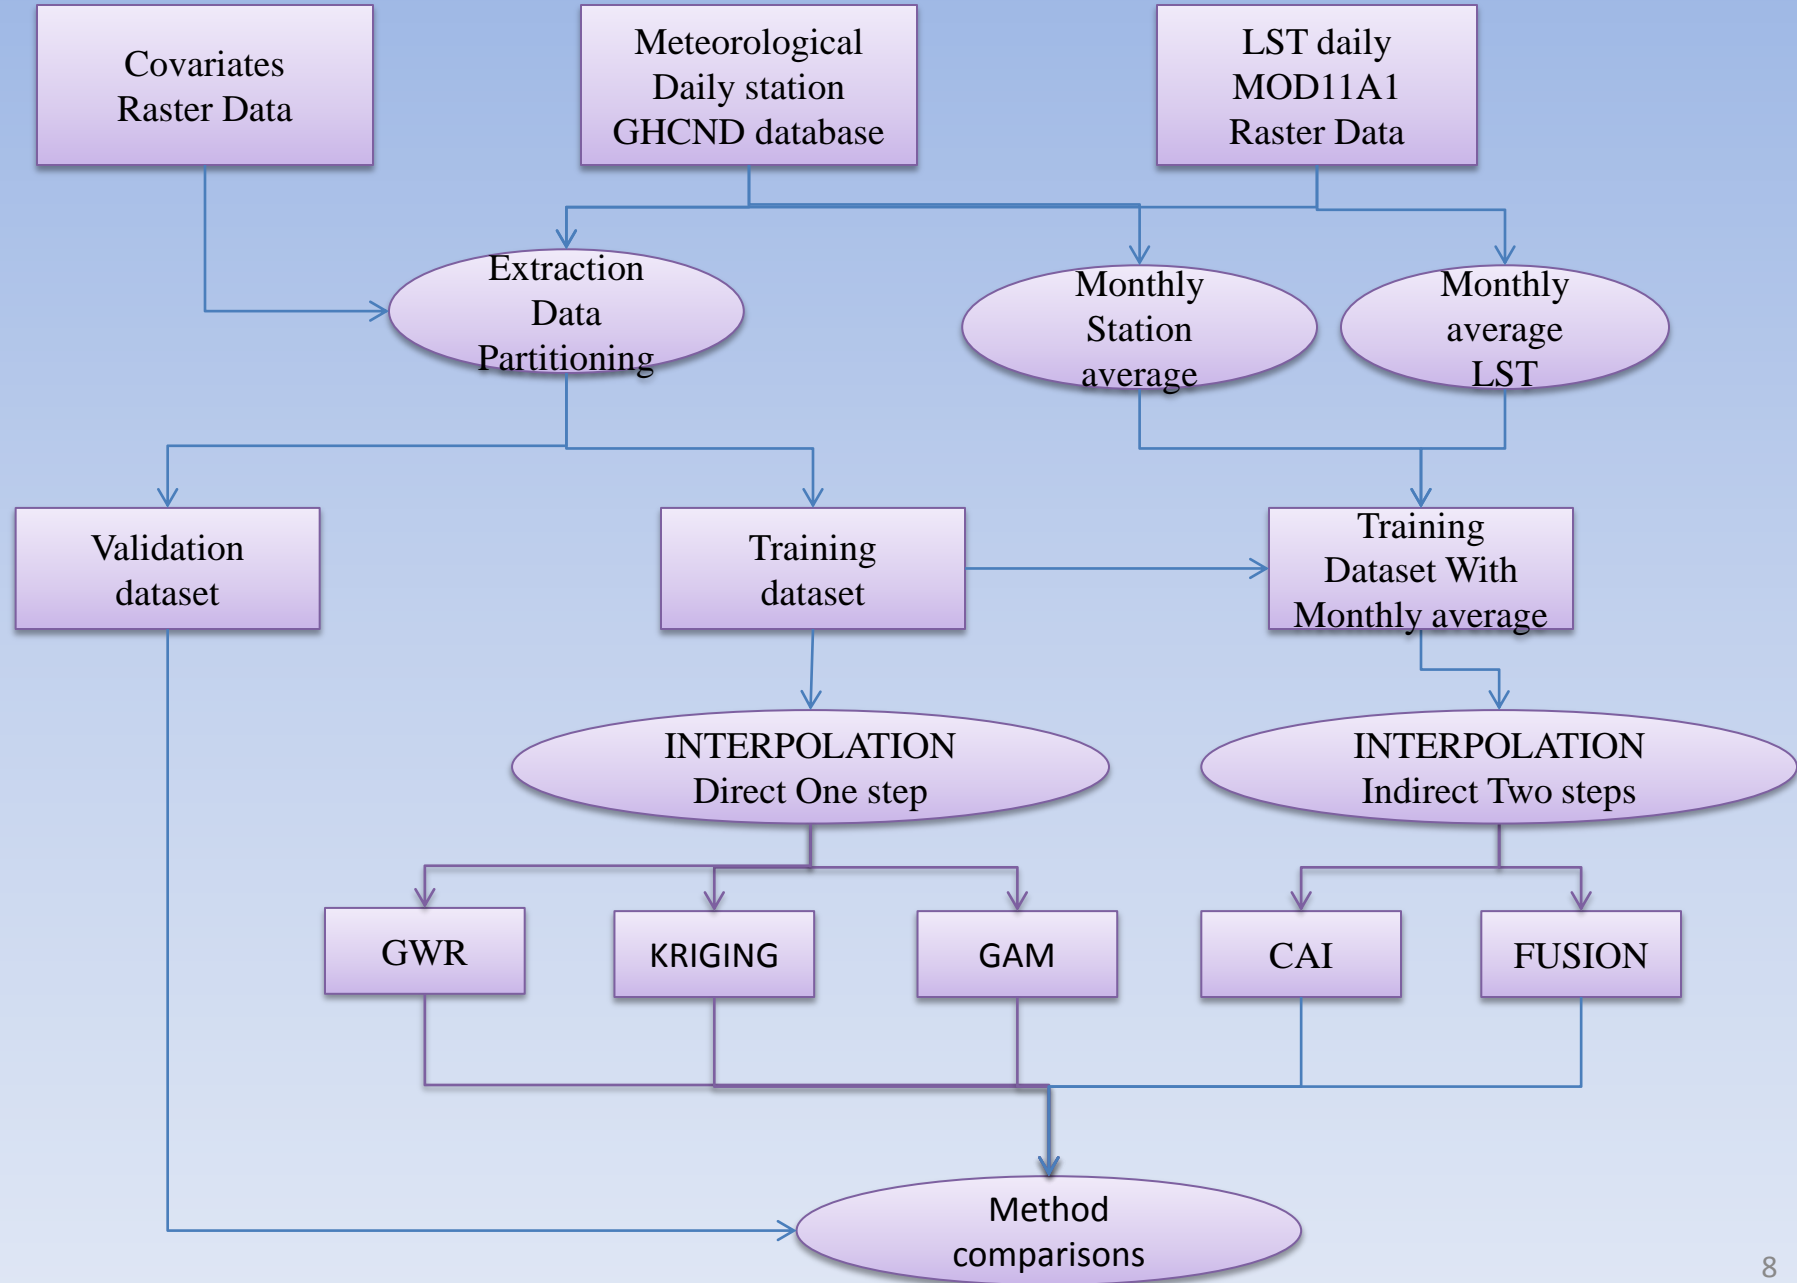 Covariates
Raster Data
Meteorological
Daily station
GHCND database
LST daily
MOD11A1
Raster Data
Extraction
Data
Partitioning
Monthly
Station
average
Monthly
average
LST
Validation
dataset
Training
dataset
Training
Dataset With
Monthly average
INTERPOLATION
Direct One step
INTERPOLATION
Indirect Two steps
GWR
KRIGING
GAM
CAI
FUSION
Method
comparisons
8